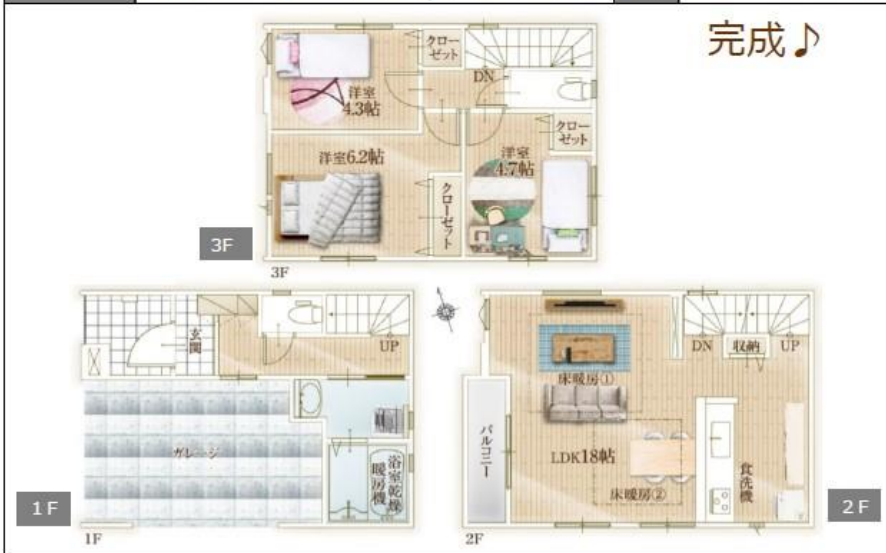 完成♪
クロー
ゼット
DN
洋室
4.3帖
クロー
ゼット
洋室6.2帖
洋室
4.7帖
クローゼット
3F
3F
玄関
UP
ガレージ
浴室乾燥
暖房機
1F
1F
DN
収納
UP
床暖房①
バルコニー
LDK18帖
食洗機
床暖房②
2F
2F